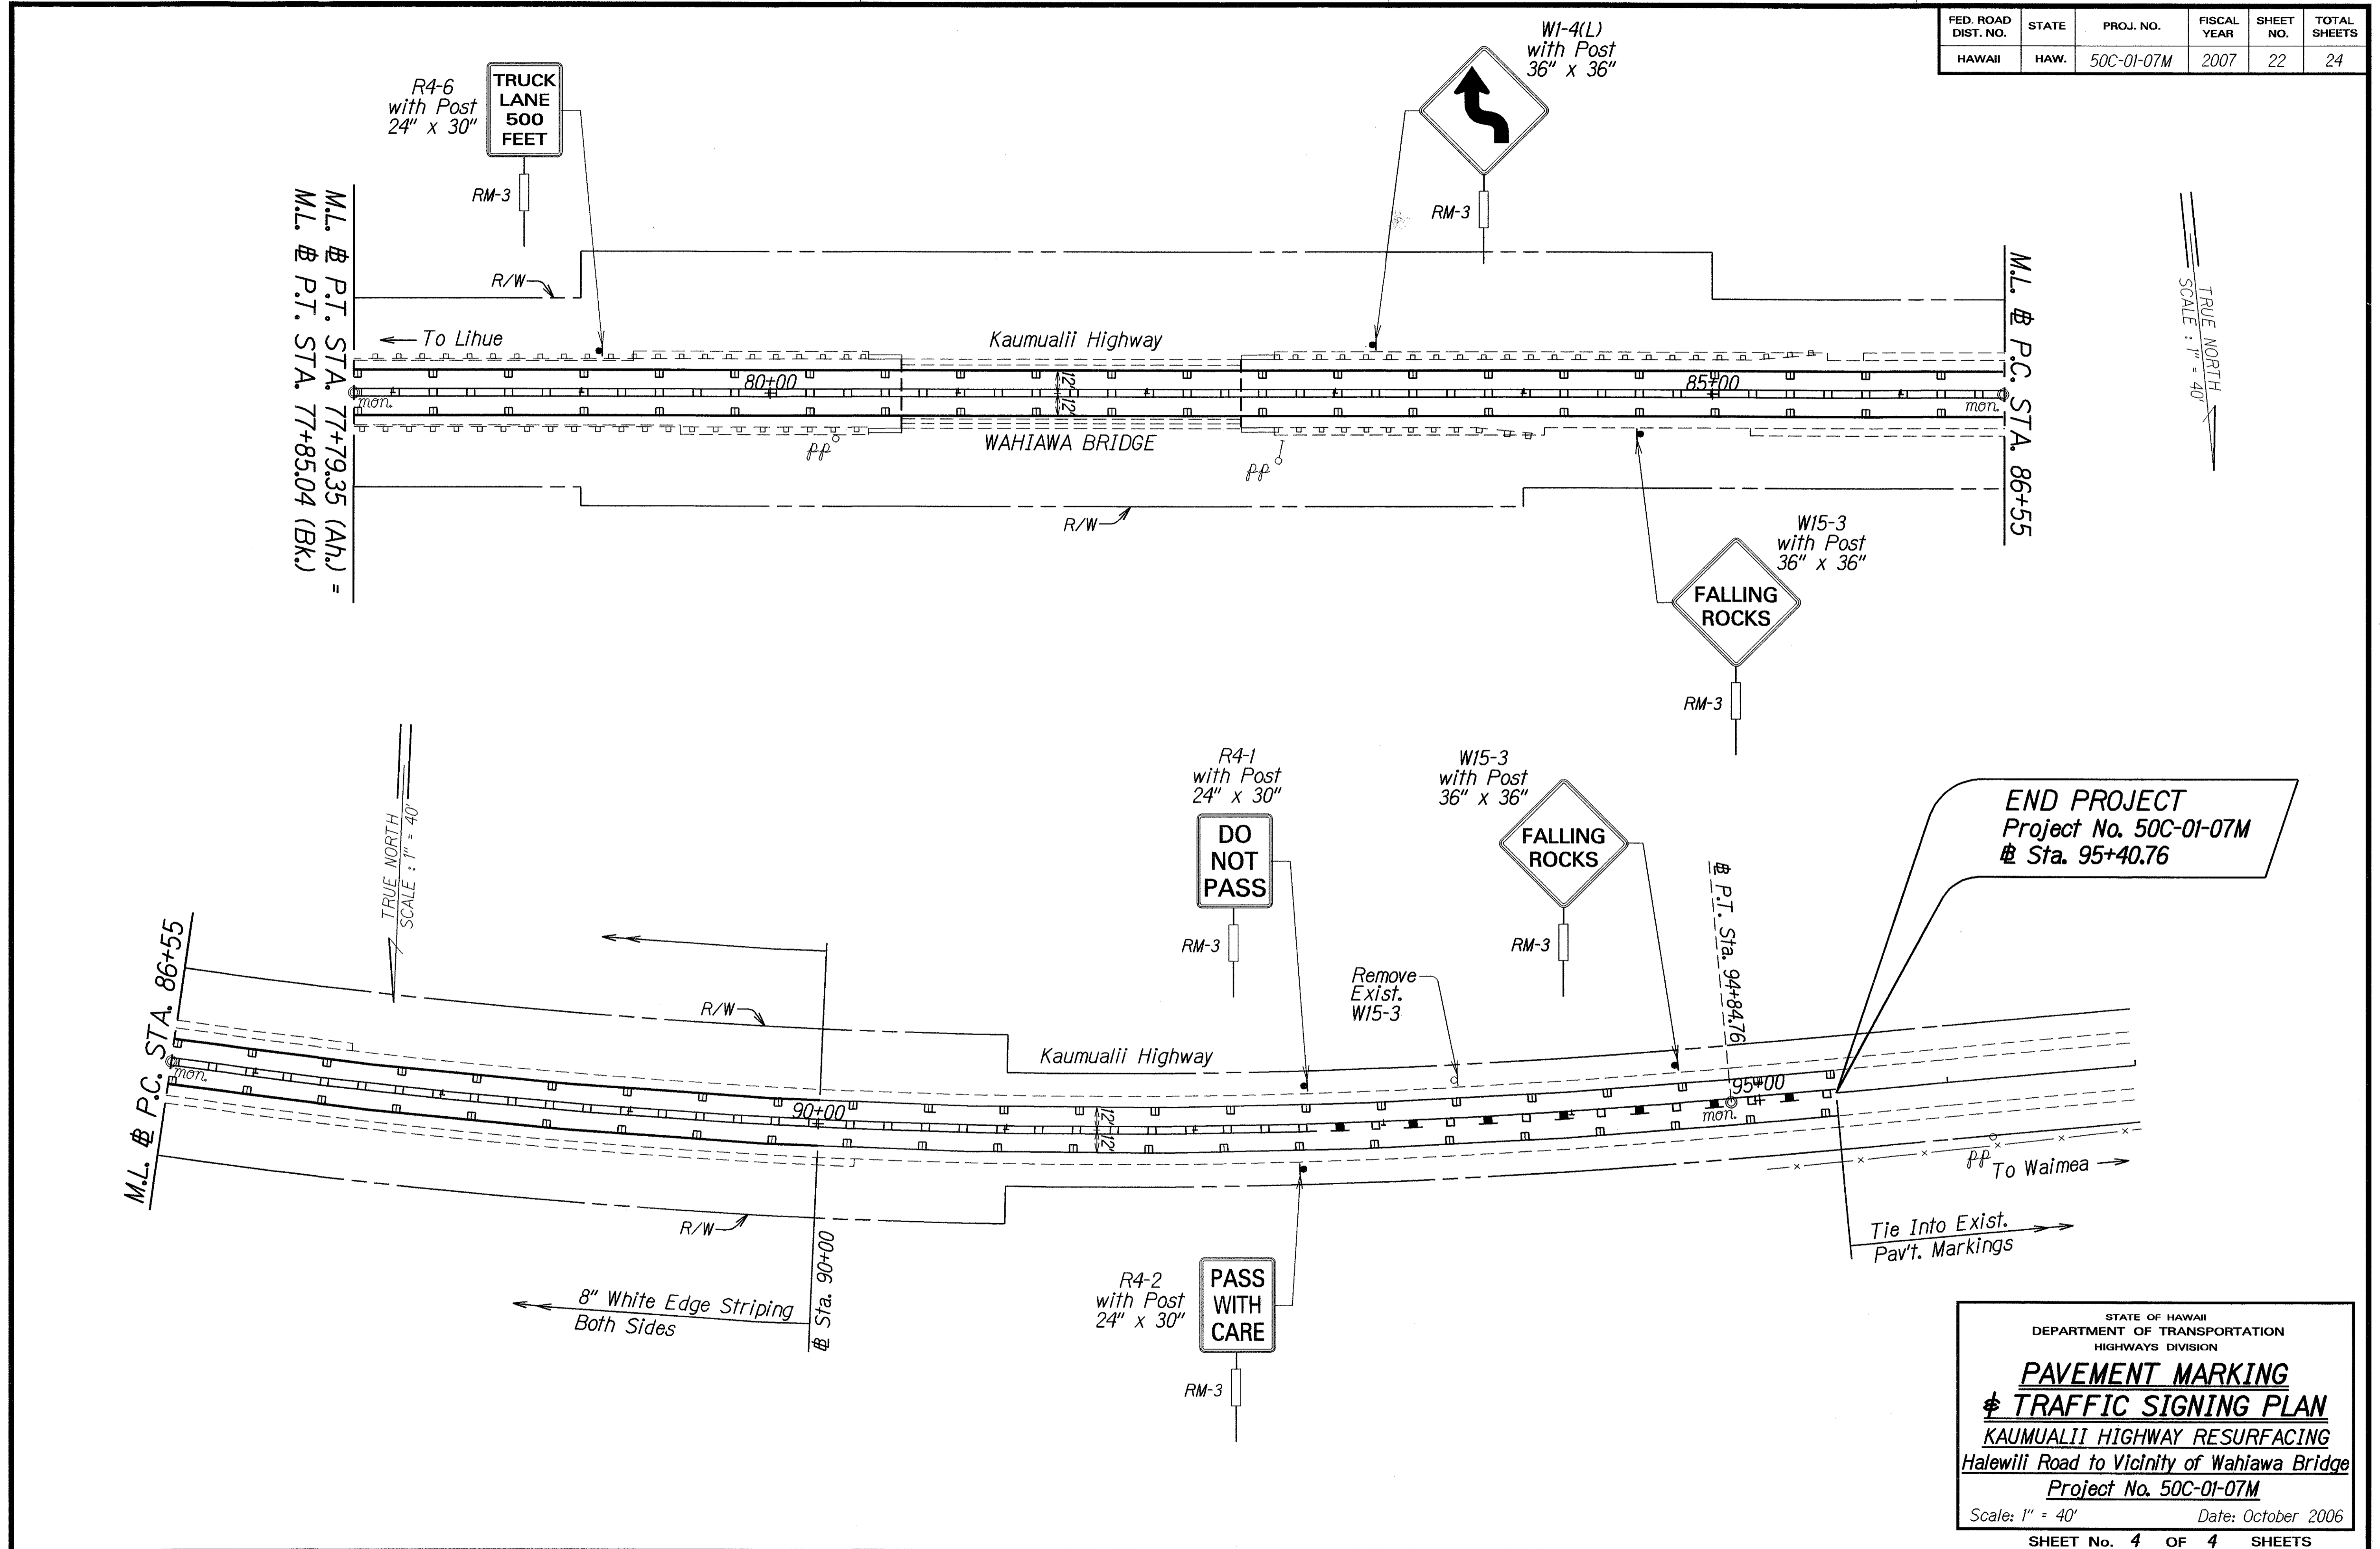 FED. ROAD DIST. NO. STATE PROJ. NO. FISCAL YEAR SHEET NO. TOTAL SHEETS
HAWAII HAW. 50C-01-07M 2007 22 24
R4-6
with Post
24" x 30"
TRUCK
LANE
500
FEET
RM-3
W1-4(L)
with Post
36" x 36"
RM-3
M.L. ⅊ P.T. STA. 77+79.35 (Ah.) =
M.L. ⅊ P.T. STA. 77+85.04 (Bk.)
R/W
To Lihue
Kaumualii Highway
mon.
80+00
12'
12'
85+00
mon.
pp
WAHIAWA BRIDGE
pp
R/W
M.L. ⅊ P.C. STA. 86+55
TRUE NORTH
SCALE : 1" = 40'
W15-3
with Post
36" x 36"
FALLING
ROCKS
RM-3
TRUE NORTH
SCALE : 1" = 40'
R4-1
with Post
24" x 30"
DO
NOT
PASS
RM-3
W15-3
with Post
36" x 36"
FALLING
ROCKS
RM-3
Remove
Exist.
W15-3
⅊ P.T. Sta. 94+84.76
END PROJECT
Project No. 50C-01-07M
⅊ Sta. 95+40.76
M.L. ⅊ P.C. STA. 86+55
mon.
R/W
Kaumualii Highway
90+00
12'
12'
95+00
mon.
pp
To Waimea
R/W
⅊ Sta. 90+00
8" White Edge Striping
Both Sides
R4-2
with Post
24" x 30"
PASS
WITH
CARE
RM-3
Tie Into Exist.
Pav't. Markings
STATE OF HAWAII
DEPARTMENT OF TRANSPORTATION
HIGHWAYS DIVISION
PAVEMENT MARKING
& TRAFFIC SIGNING PLAN
KAUMUALII HIGHWAY RESURFACING
Halewili Road to Vicinity of Wahiawa Bridge
Project No. 50C-01-07M
Scale: 1" = 40' Date: October 2006
SHEET No. 4 OF 4 SHEETS